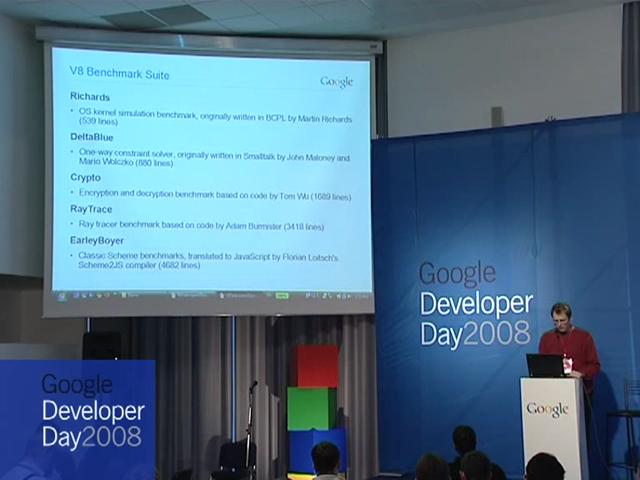 V8 Benchmark Suite
Google
Richards
• OS kernel simulation benchmark, originally written in BCPL by Martin Richards
(539 lines)
DeltaBlue
• One-way constraint solver, originally written in Smalltalk by John Maloney and
Mario Wolczko (880 lines)
Crypto
• Encryption and decryption benchmark based on code by Tom Wu (1689 lines)
RayTrace
• Ray tracer benchmark based on code by Adam Burmister (3418 lines)
EarleyBoyer
• Classic Scheme benchmarks, translated to JavaScript by Florian Loitsch's
Scheme2JS compiler (4682 lines)
Google
Developer
Day2008
Google
Google
Developer
Day2008